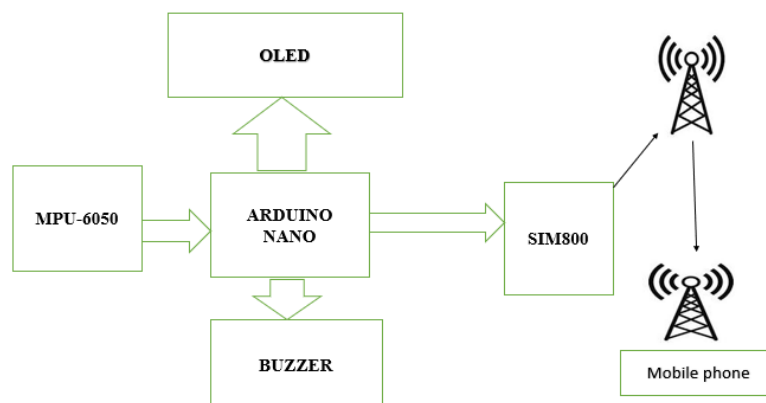 OLED
MPU-6050
ARDUINO
NANO
SIM800
BUZZER
Mobile phone